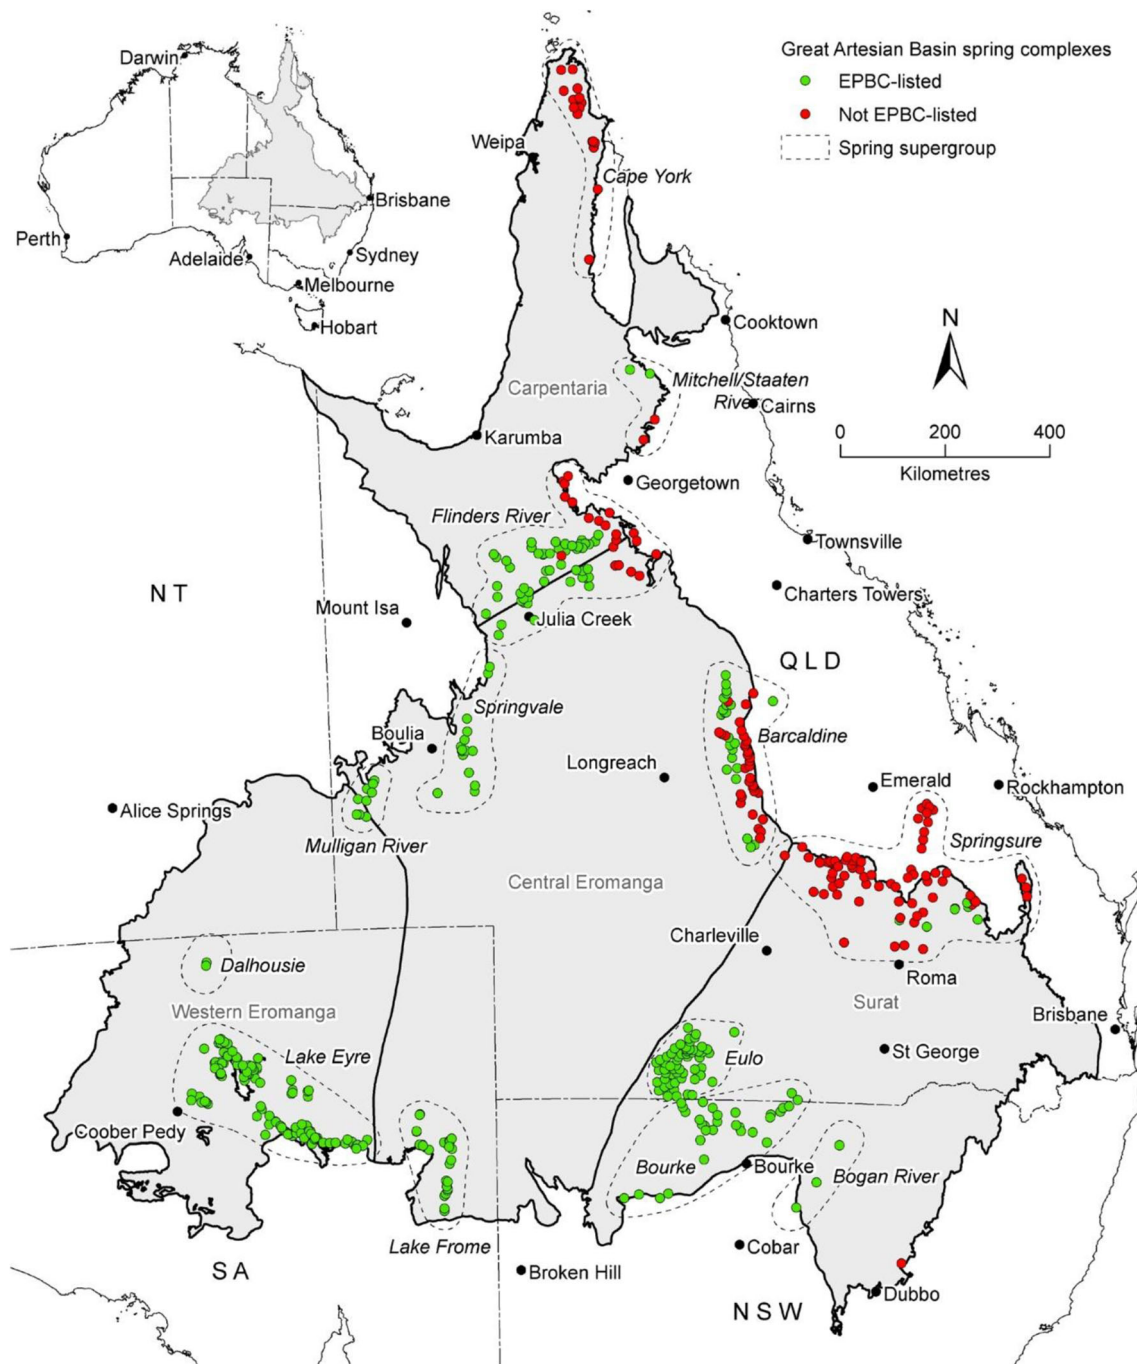 Great Artesian Basin spring complexes
EPBC-listed
Not EPBC-listed
Spring supergroup
Darwin
Brisbane
Perth
Adelaide
Sydney
Melbourne
Hobart
Weipa
Cape York
Cooktown
N
Carpentaria
Mitchell/Staaten
River
Cairns
0 200 400
Kilometres
Karumba
Georgetown
Flinders River
Townsville
NT
Mount Isa
Julia Creek
Charters Towers
QLD
Springvale
Boulia
Barcaldine
Longreach
Emerald
Rockhampton
Alice Springs
Mulligan River
Springsure
Central Eromanga
Charleville
Dalhousie
Roma
Western Eromanga
Surat
Brisbane
Lake Eyre
Eulo
St George
Coober Pedy
Bourke
Bourke
Bogan River
Lake Frome
Cobar
SA
Broken Hill
Dubbo
NSW